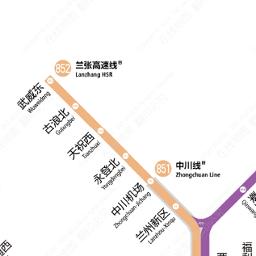 852 兰张高速线
Lanzhang HSR
武威东
Wuweidong
古浪北
Gulangbei
天祝西
Tianzhuxi
永登北
Yongdengbei
851 中川线
Zhongchuan Line
中川机场
Zhongchuan-Jichang
兰州新区
Lanzhou-Xinqu